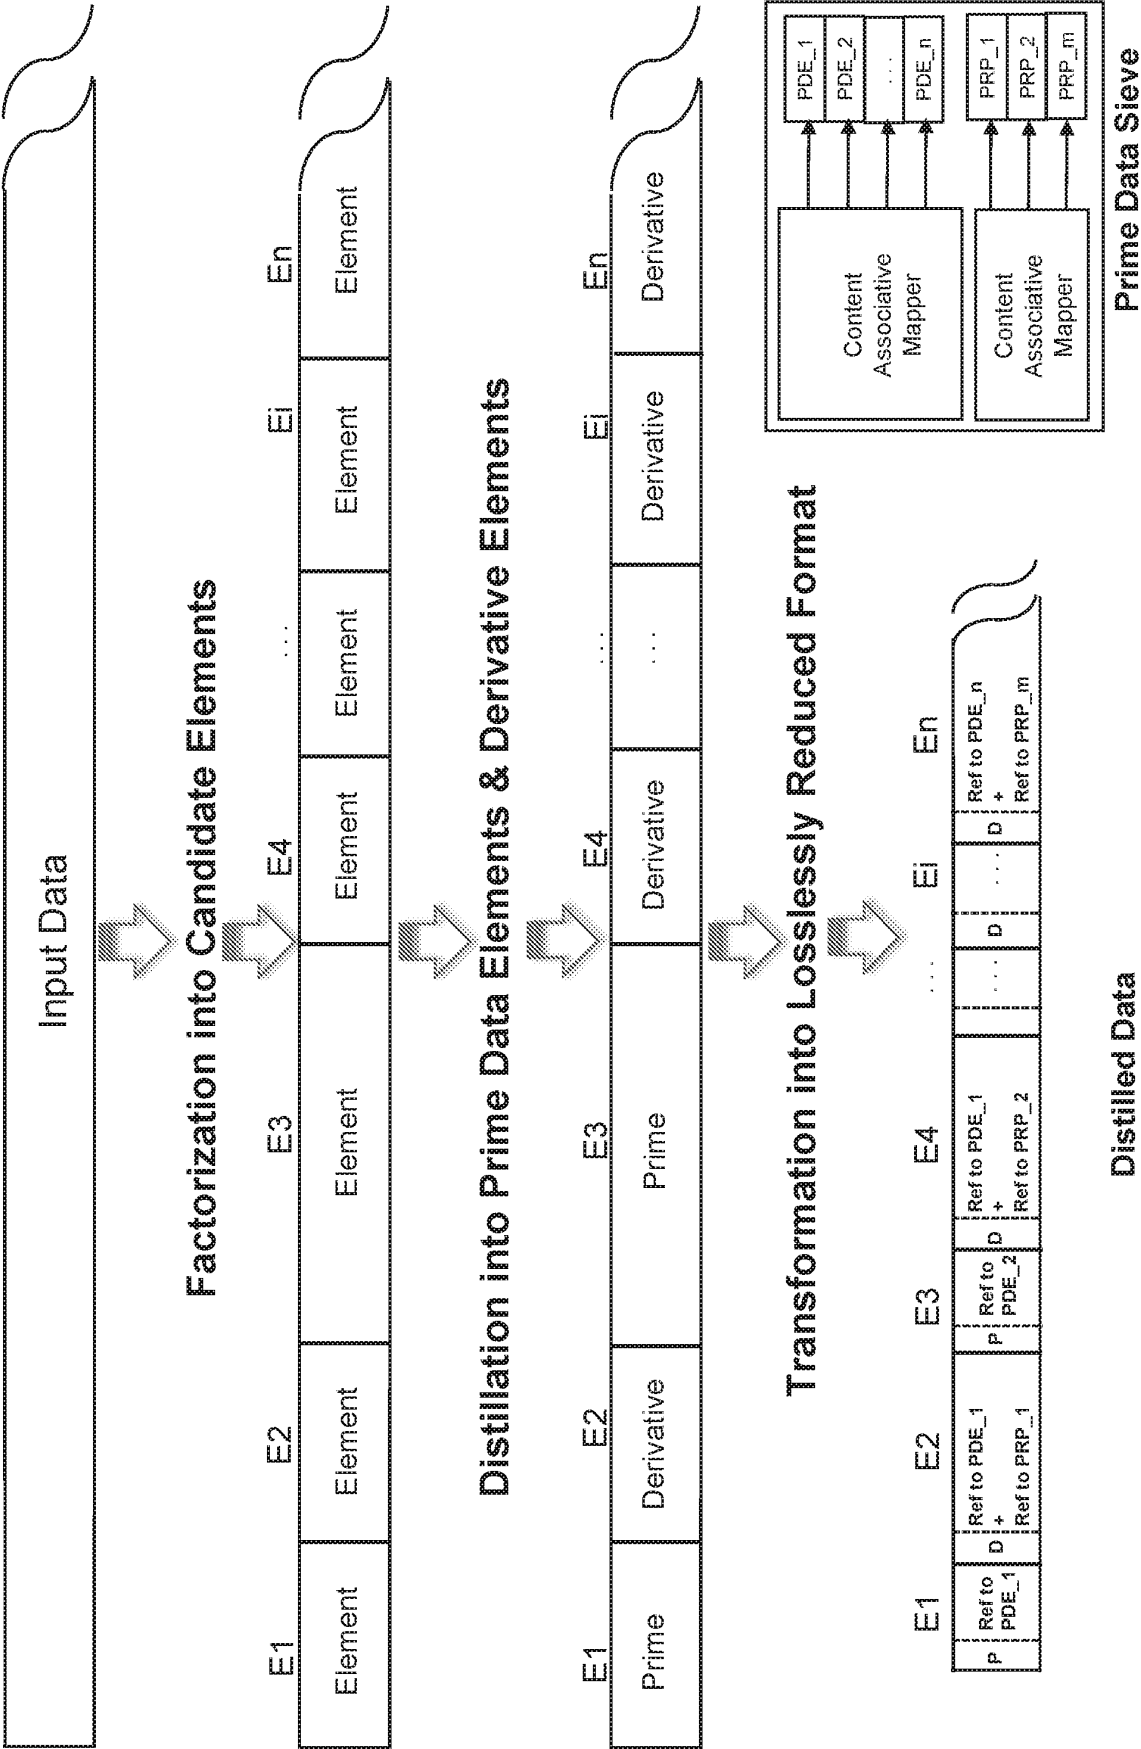 Input Data
Factorization into Candidate Elements
E1
E2
E3
E4
. . .
Ei
En
Element
Element
Element
Element
Element
Element
Element
Distillation into Prime Data Elements & Derivative Elements
E1
E2
E3
E4
. . .
Ei
En
Prime
Derivative
Prime
Derivative
. . .
Derivative
Derivative
Transformation into Losslessly Reduced Format
E1
E2
E3
E4
. . .
Ei
En
P
Ref to
PDE_1
D
Ref to PDE_1
+
Ref to PRP_1
P
Ref to
PDE_2
D
Ref to PDE_1
+
Ref to PRP_2
. . . .
D
. . . .
D
Ref to PDE_n
+
Ref to PRP_m
Distilled Data
Content
Associative
Mapper
PDE_1
PDE_2
. . .
PDE_n
Content
Associative
Mapper
PRP_1
PRP_2
PRP_m
Prime Data Sieve